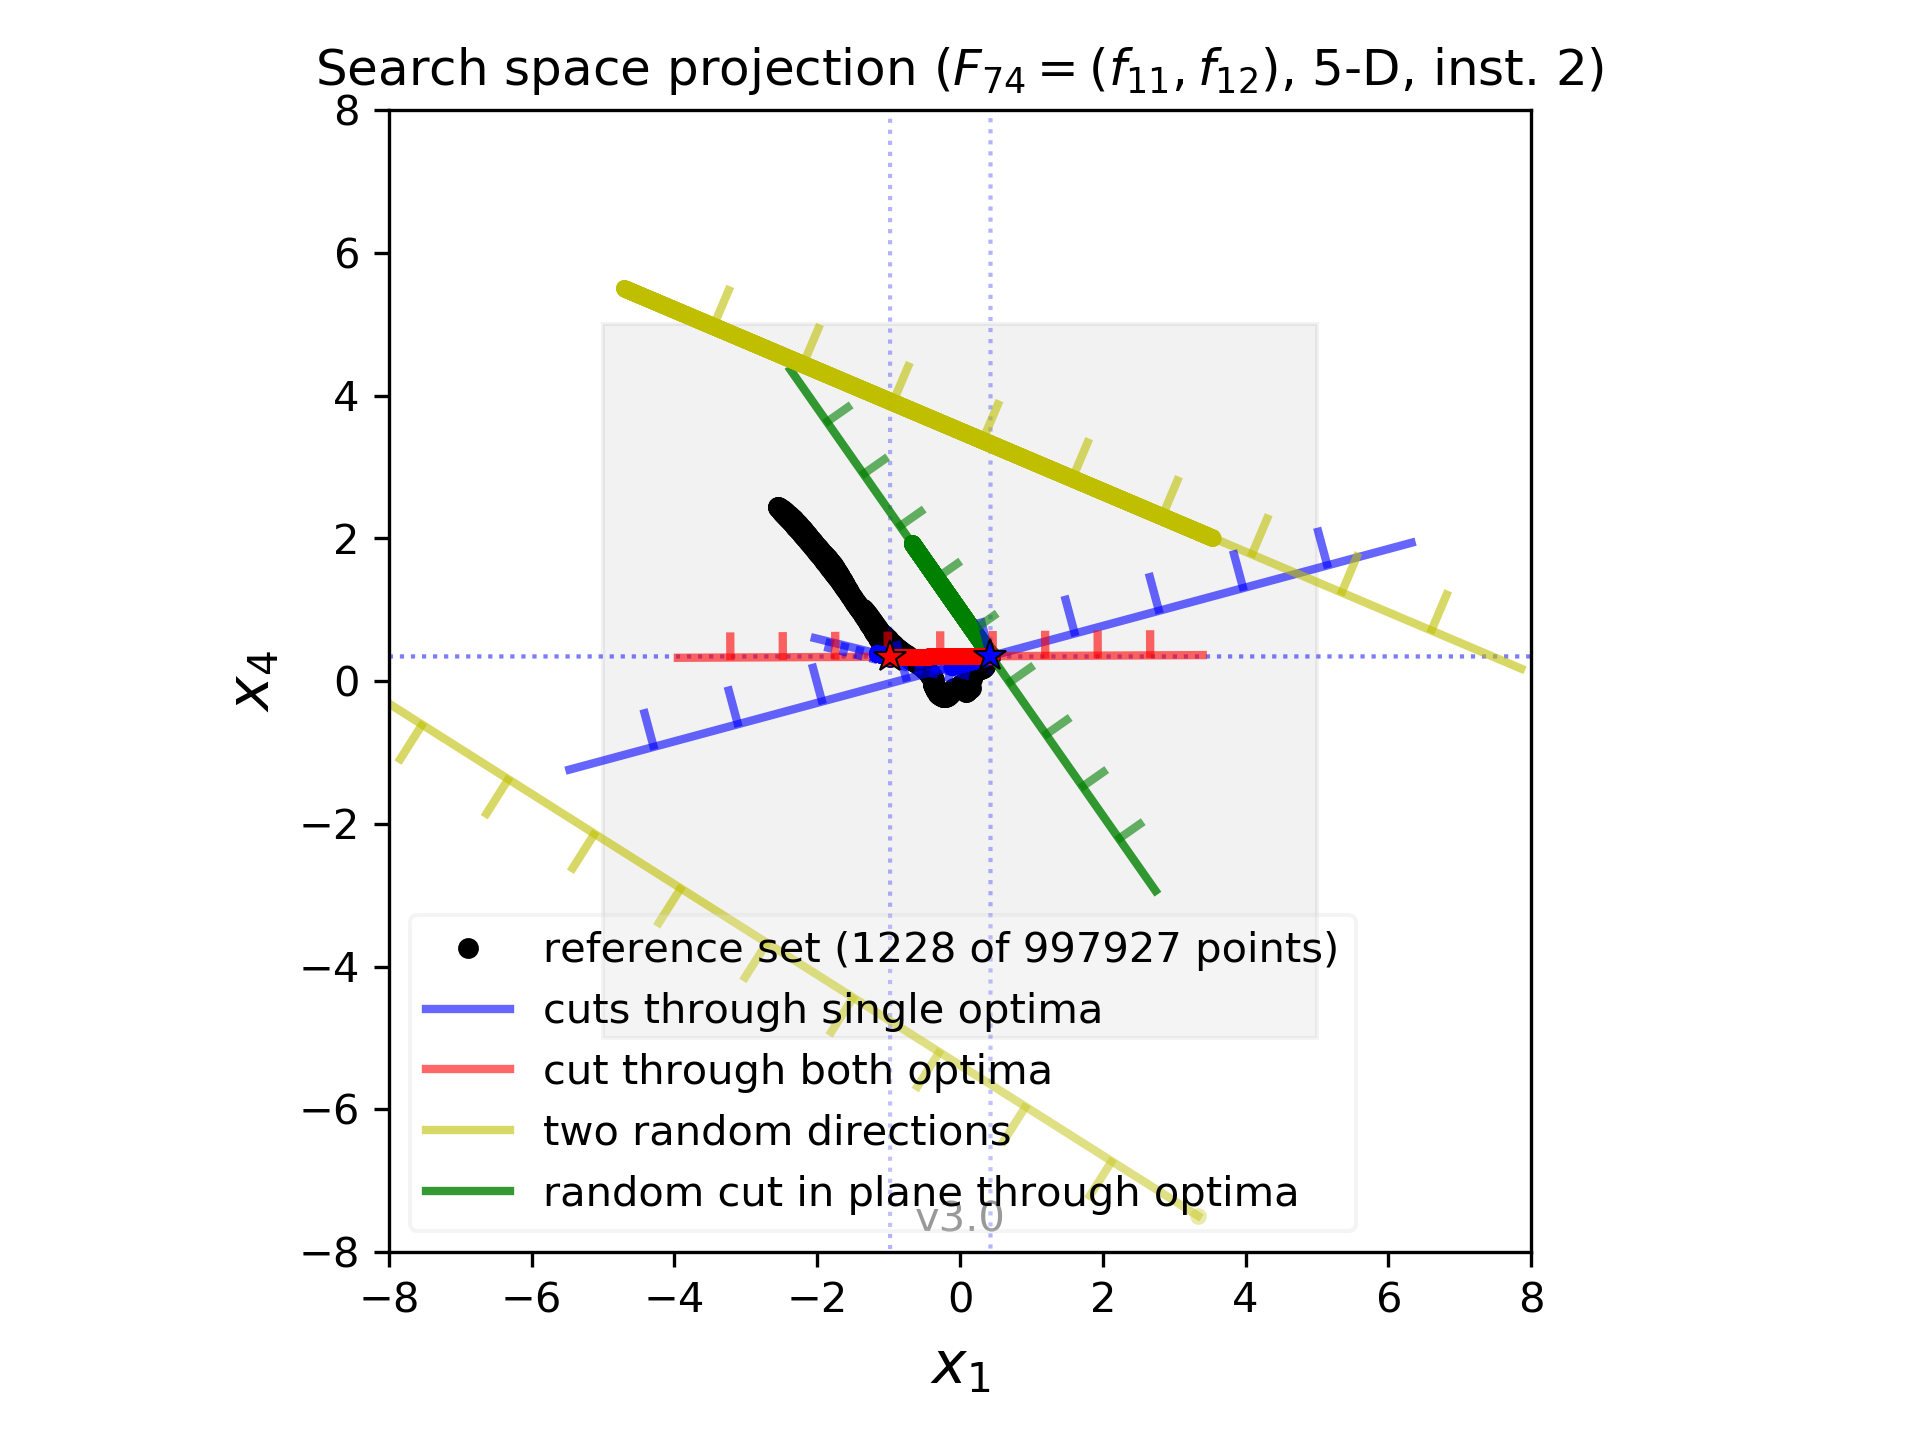 Search space projection (F₇₄ = (f₁₁, f₁₂), 5-D, inst. 2)
8
6
4
2
0
−2
−4
−6
−8
x₄
reference set (1228 of 997927 points)
cuts through single optima
cut through both optima
two random directions
random cut in plane through optima
v3.0
−8 −6 −4 −2 0 2 4 6 8
x₁